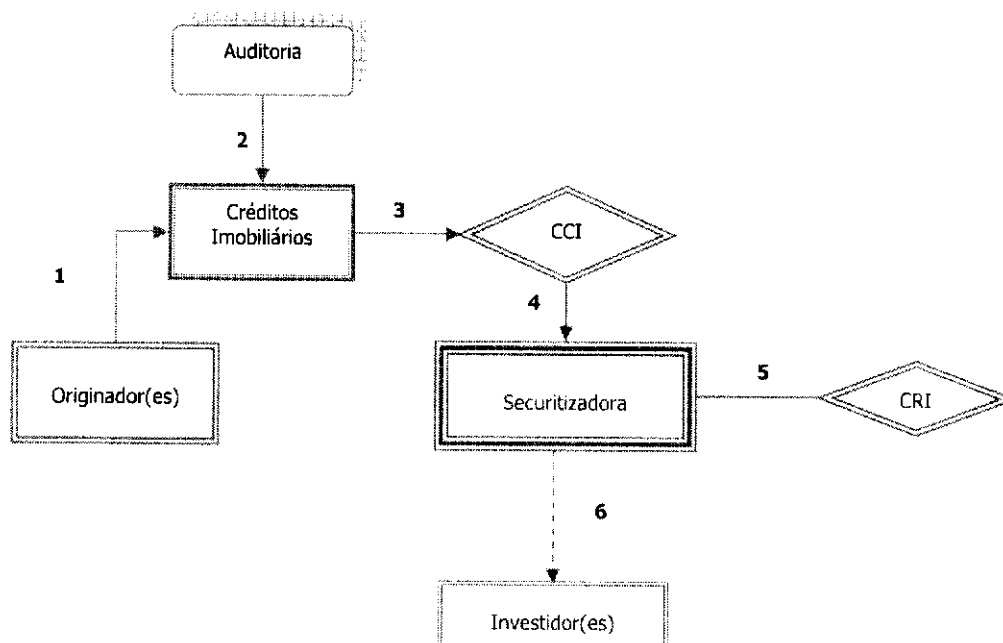 Auditoria
2
Créditos
Imobiliários
3
CCI
1
4
Originador(es)
Securitizadora
5
CRI
6
Investidor(es)